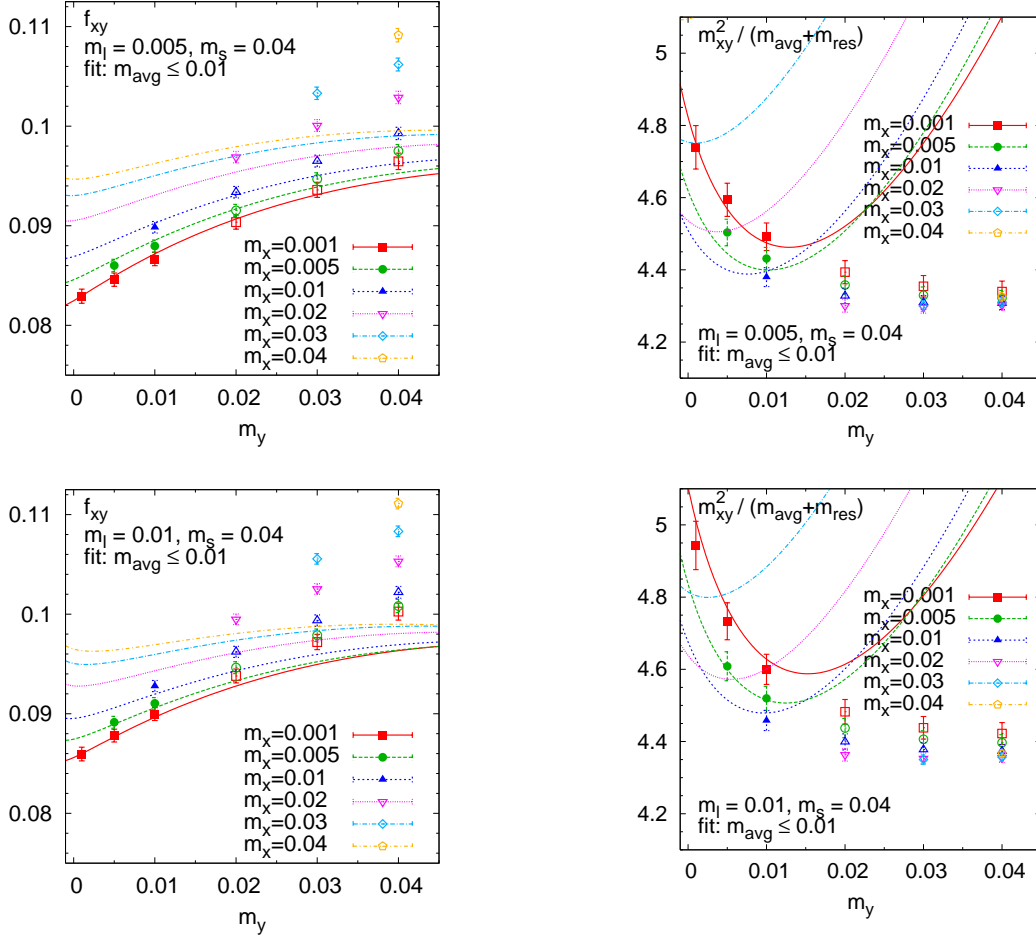 f_xy
m_l = 0.005, m_s = 0.04
fit: m_avg ≤ 0.01
0.11
0.1
0.09
0.08
m_x=0.001
m_x=0.005
m_x=0.01
m_x=0.02
m_x=0.03
m_x=0.04
0 0.01 0.02 0.03 0.04
m_y
m_xy^2 / (m_avg+m_res)
5
4.8
4.6
4.4
4.2
m_x=0.001
m_x=0.005
m_x=0.01
m_x=0.02
m_x=0.03
m_x=0.04
m_l = 0.005, m_s = 0.04
fit: m_avg ≤ 0.01
0 0.01 0.02 0.03 0.04
m_y
f_xy
m_l = 0.01, m_s = 0.04
fit: m_avg ≤ 0.01
0.11
0.1
0.09
0.08
m_x=0.001
m_x=0.005
m_x=0.01
m_x=0.02
m_x=0.03
m_x=0.04
0 0.01 0.02 0.03 0.04
m_y
m_xy^2 / (m_avg+m_res)
5
4.8
4.6
4.4
4.2
m_x=0.001
m_x=0.005
m_x=0.01
m_x=0.02
m_x=0.03
m_x=0.04
m_l = 0.01, m_s = 0.04
fit: m_avg ≤ 0.01
0 0.01 0.02 0.03 0.04
m_y